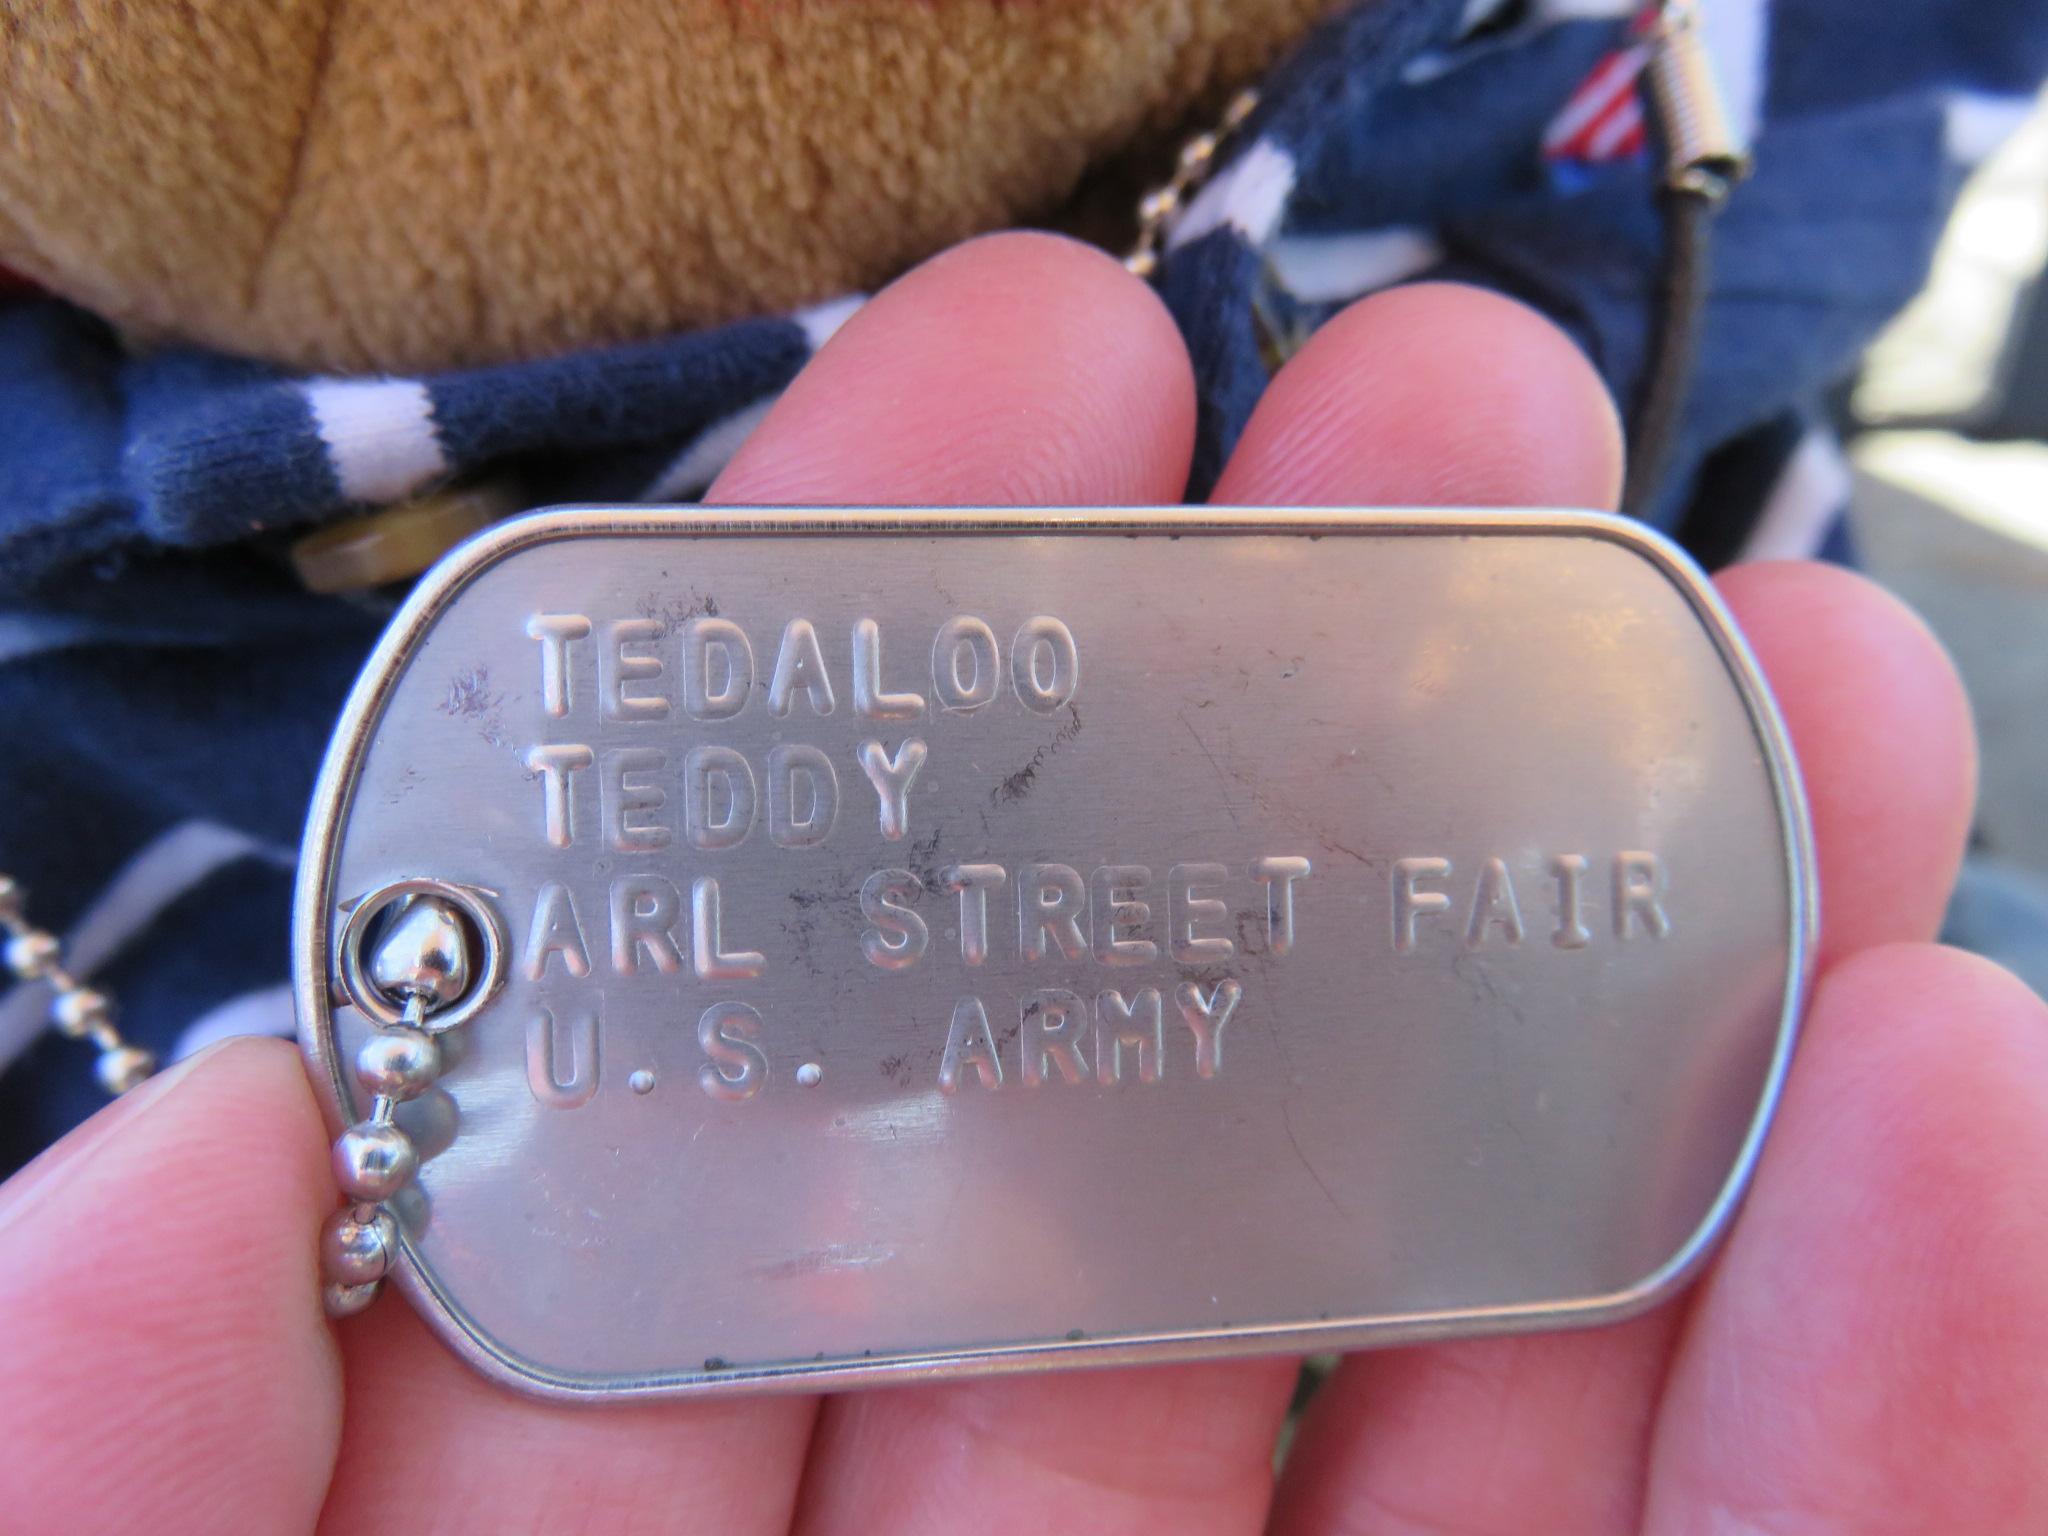 TEDALOO
TEDDY
ARL STREET FAIR
U.S. ARMY